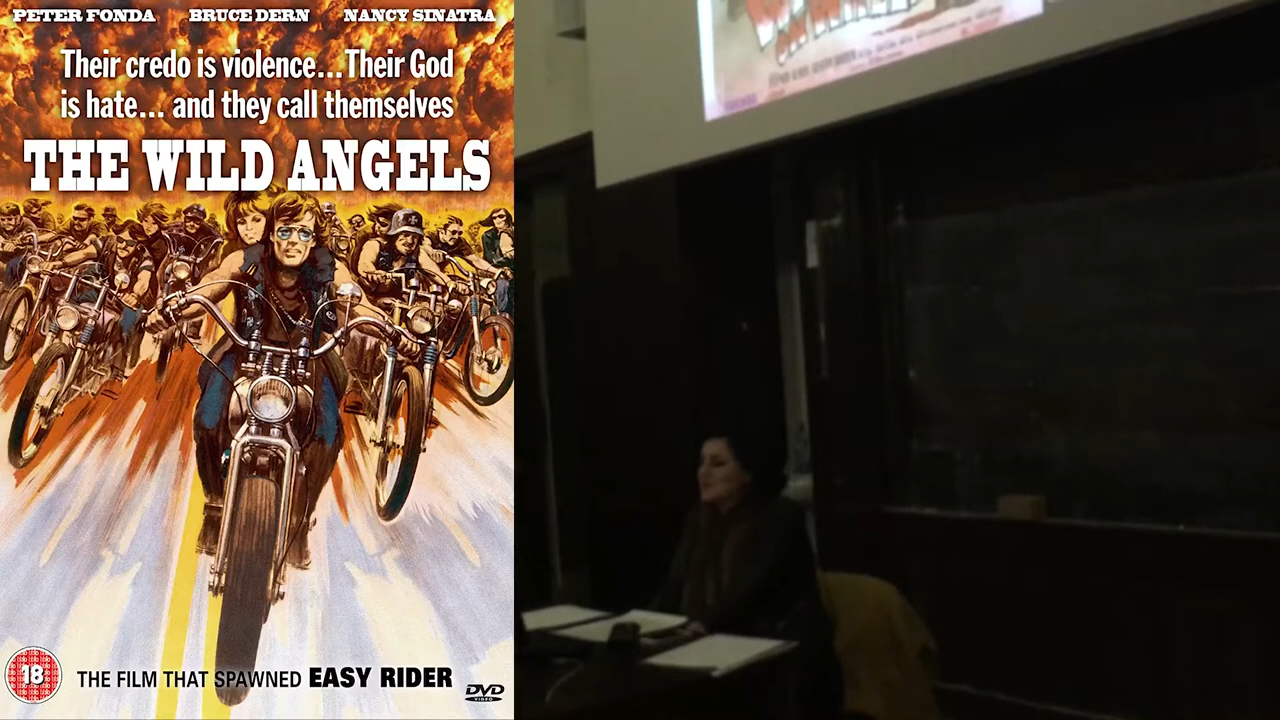 PETER FONDA BRUCE DERN NANCY SINATRA
Their credo is violence...Their God
is hate... and they call themselves
THE WILD ANGELS
18
THE FILM THAT SPAWNED EASY RIDER
DVD
VIDEO